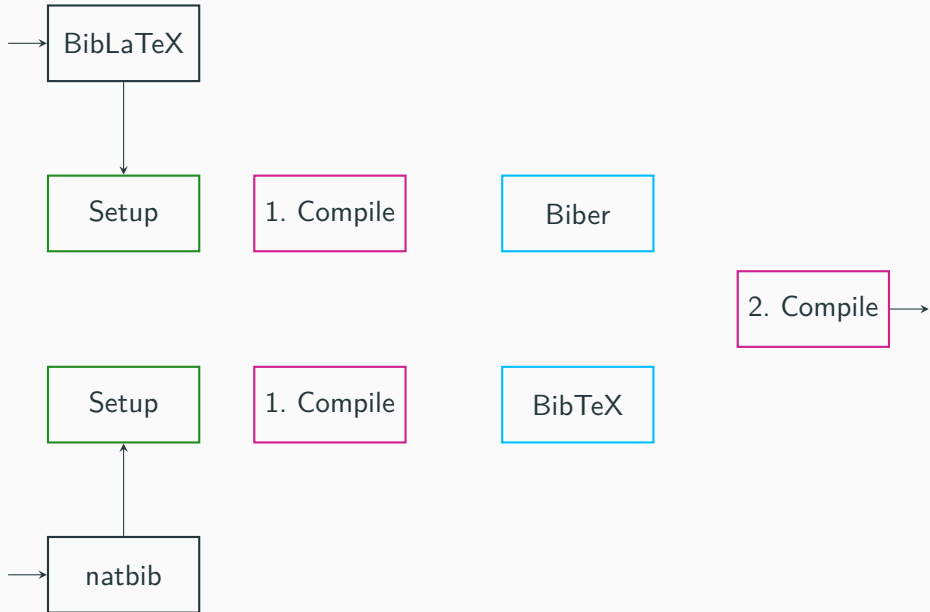 BibLaTeX
Setup
1. Compile
Biber
2. Compile
Setup
1. Compile
BibTeX
natbib